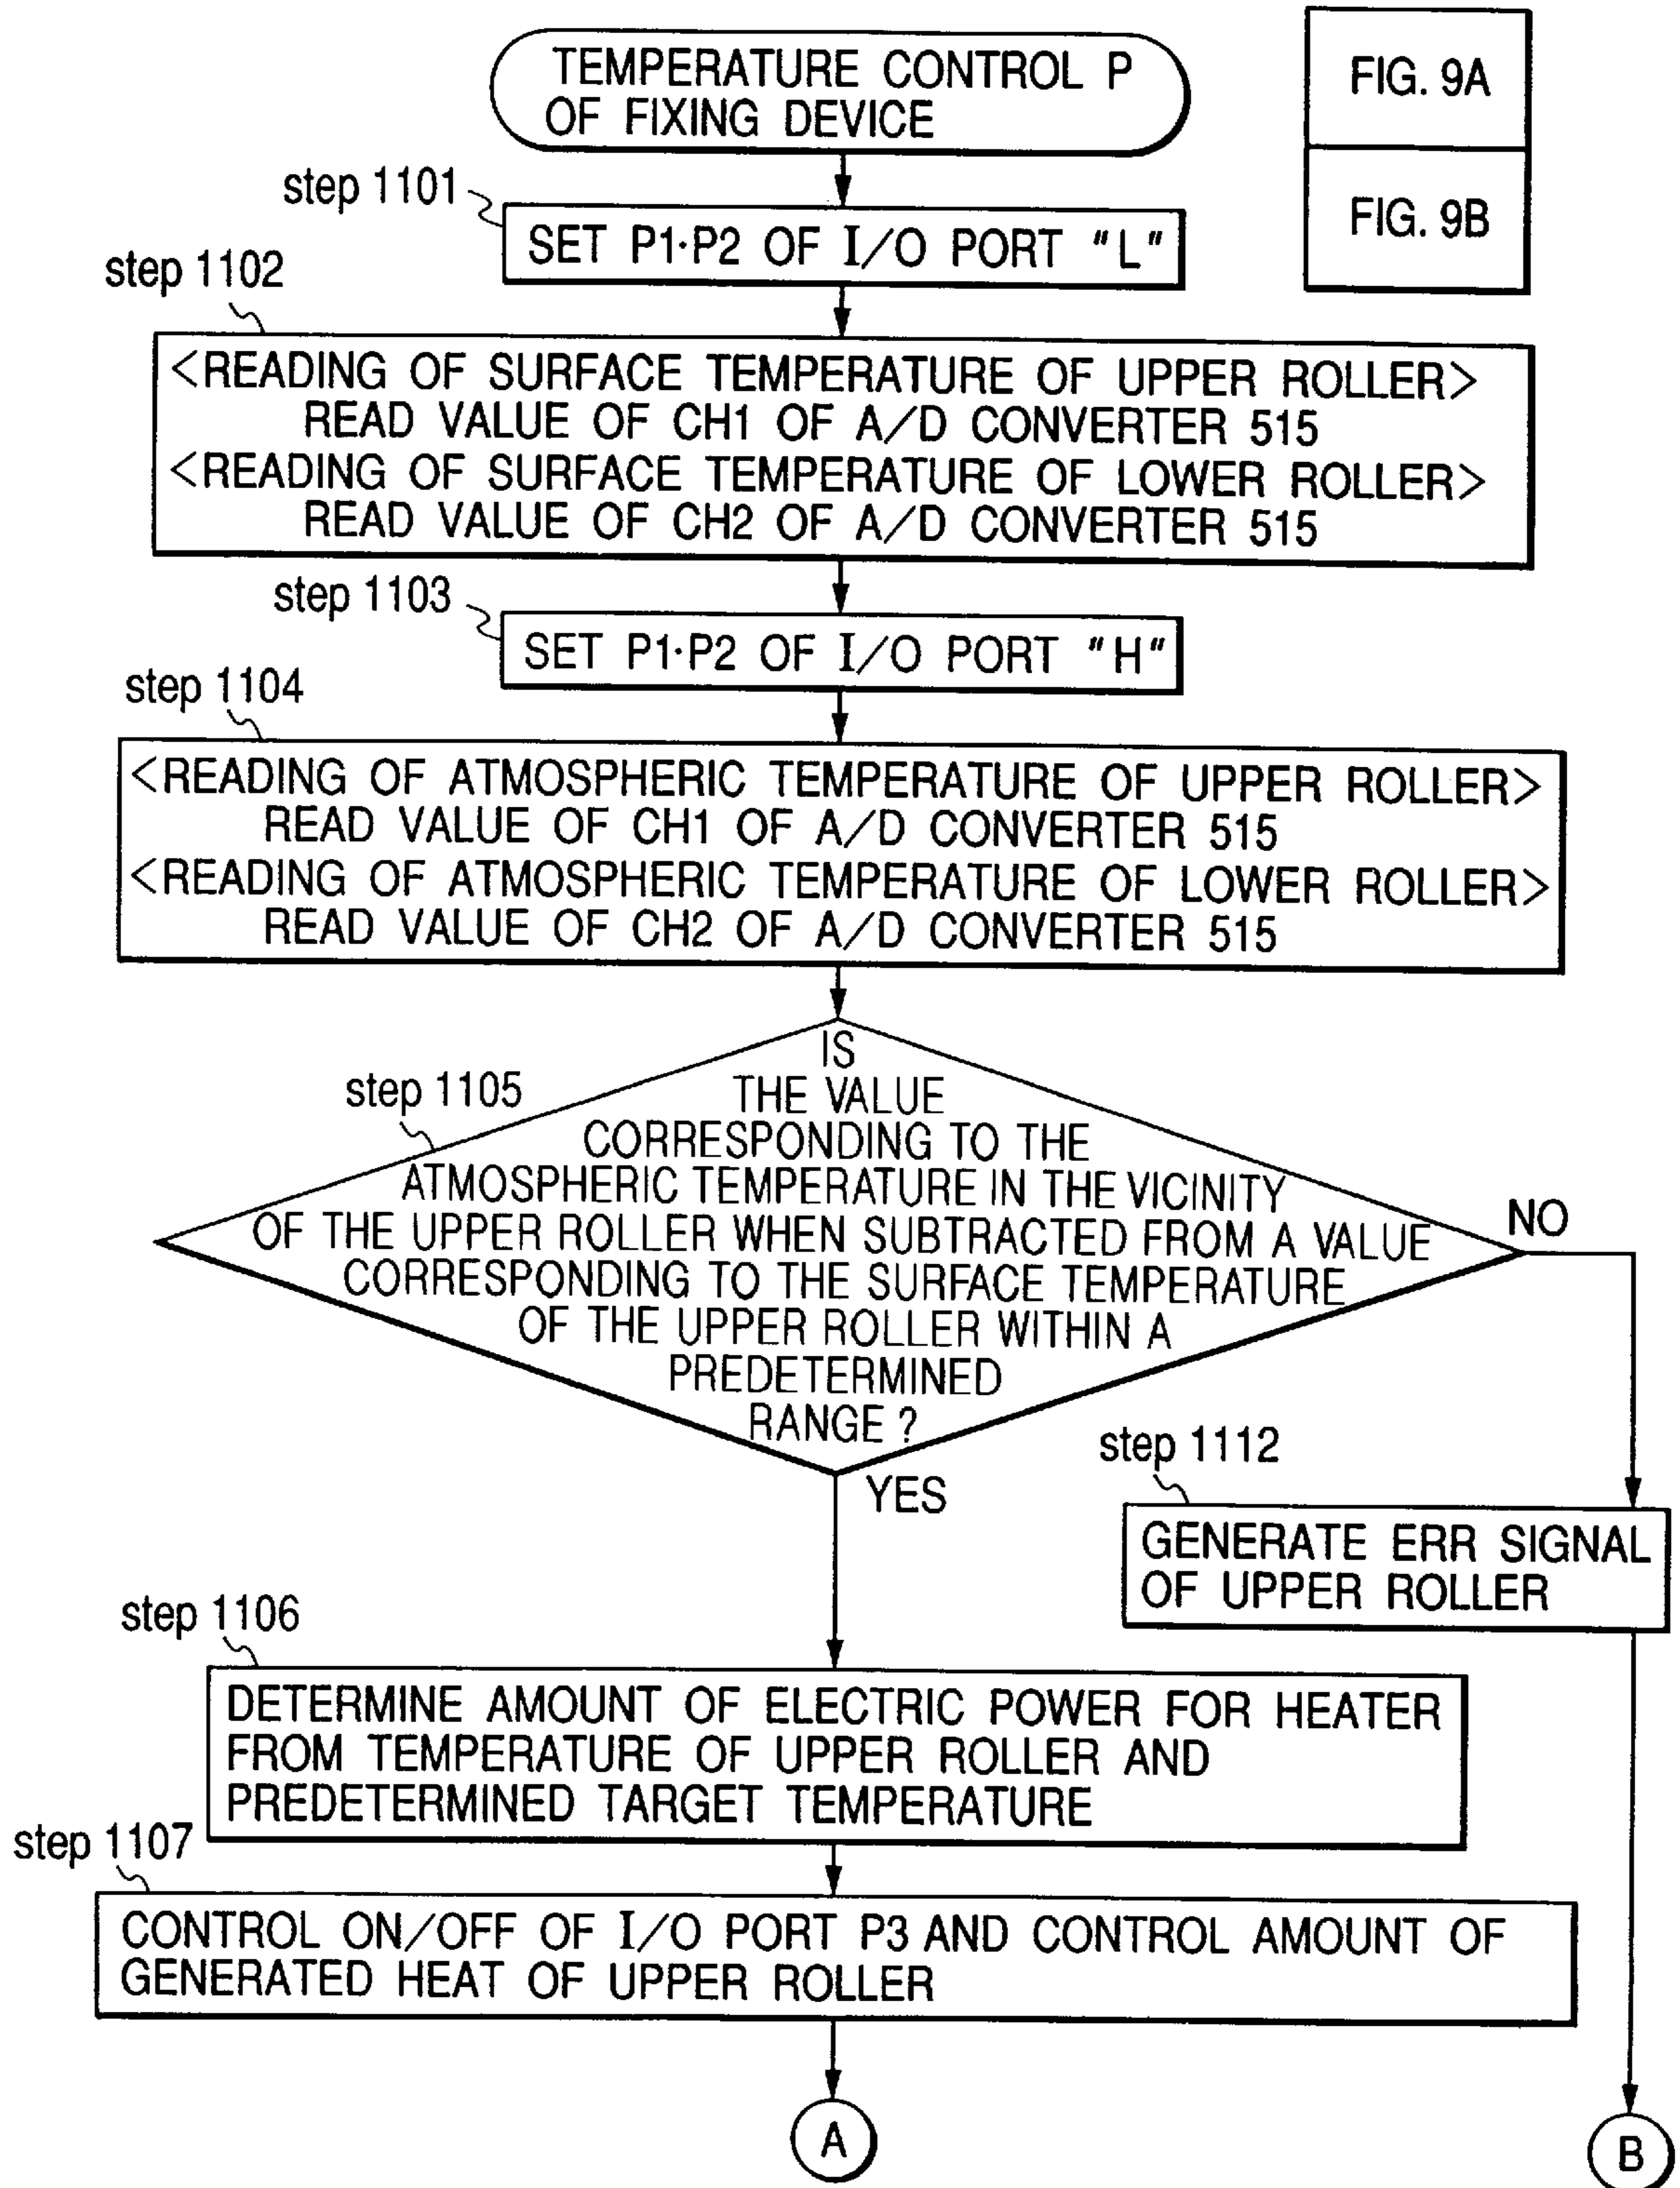 TEMPERATURE CONTROL P
OF FIXING DEVICE
FIG. 9A
FIG. 9B
step 1101
SET P1·P2 OF I/O PORT "L"
step 1102
<READING OF SURFACE TEMPERATURE OF UPPER ROLLER>
READ VALUE OF CH1 OF A/D CONVERTER 515
<READING OF SURFACE TEMPERATURE OF LOWER ROLLER>
READ VALUE OF CH2 OF A/D CONVERTER 515
step 1103
SET P1·P2 OF I/O PORT "H"
step 1104
<READING OF ATMOSPHERIC TEMPERATURE OF UPPER ROLLER>
READ VALUE OF CH1 OF A/D CONVERTER 515
<READING OF ATMOSPHERIC TEMPERATURE OF LOWER ROLLER>
READ VALUE OF CH2 OF A/D CONVERTER 515
step 1105
IS
THE VALUE
CORRESPONDING TO THE
ATMOSPHERIC TEMPERATURE IN THE VICINITY
OF THE UPPER ROLLER WHEN SUBTRACTED FROM A VALUE
CORRESPONDING TO THE SURFACE TEMPERATURE
OF THE UPPER ROLLER WITHIN A
PREDETERMINED
RANGE ?
NO
YES
step 1112
GENERATE ERR SIGNAL
OF UPPER ROLLER
step 1106
DETERMINE AMOUNT OF ELECTRIC POWER FOR HEATER
FROM TEMPERATURE OF UPPER ROLLER AND
PREDETERMINED TARGET TEMPERATURE
step 1107
CONTROL ON/OFF OF I/O PORT P3 AND CONTROL AMOUNT OF
GENERATED HEAT OF UPPER ROLLER
A
B